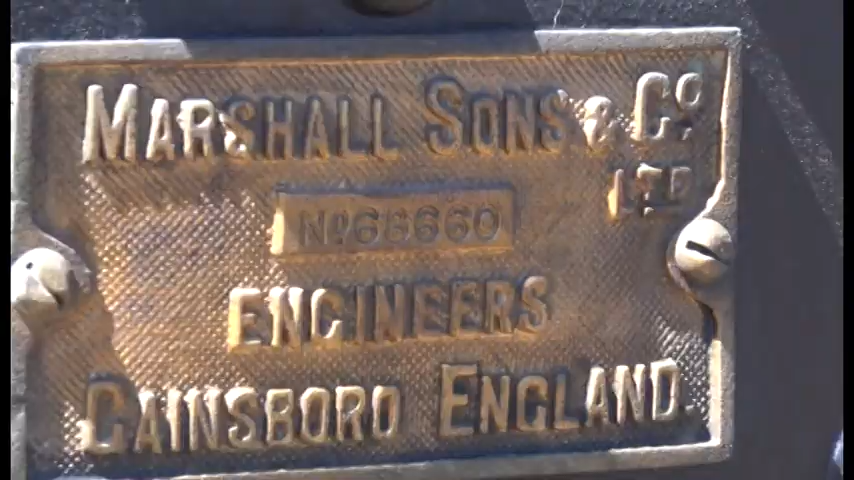 MARSHALL SONS & Co.
LTD
No 68660
ENGINEERS
GAINSBORO ENGLAND.